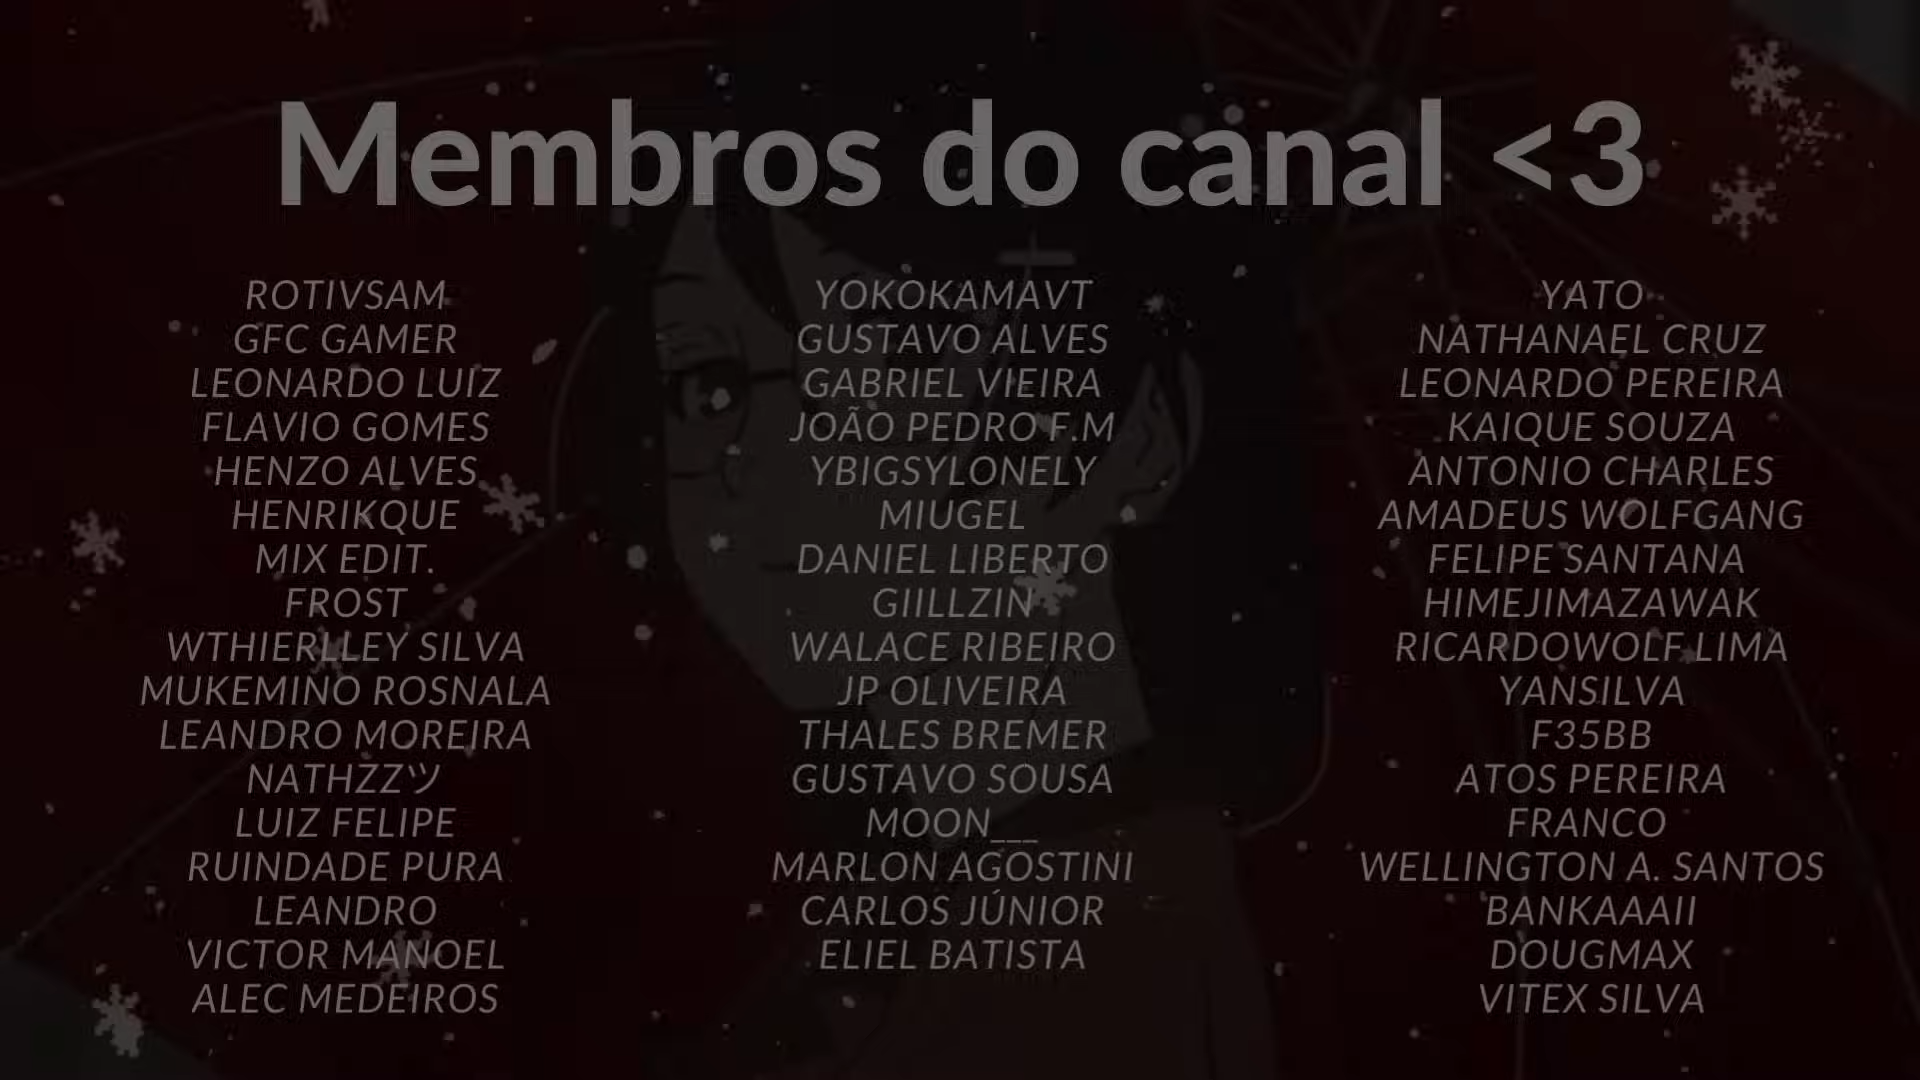 Membros do canal <3
ROTIVSAM
GFC GAMER
LEONARDO LUIZ
FLAVIO GOMES
HENZO ALVES
HENRIKQUE
MIX EDIT.
FROST
WTHIERLLEY SILVA
MUKEMINO ROSNALA
LEANDRO MOREIRA
NATHZZツ
LUIZ FELIPE
RUINDADE PURA
LEANDRO
VICTOR MANOEL
ALEC MEDEIROS
YOKOKAMAVT
GUSTAVO ALVES
GABRIEL VIEIRA
JOÃO PEDRO F.M
YBIGSYLONELY
MIUGEL
DANIEL LIBERTO
GIILLZIN
WALACE RIBEIRO
JP OLIVEIRA
THALES BREMER
GUSTAVO SOUSA
MOON___
MARLON AGOSTINI
CARLOS JÚNIOR
ELIEL BATISTA
YATO
NATHANAEL CRUZ
LEONARDO PEREIRA
KAIQUE SOUZA
ANTONIO CHARLES
AMADEUS WOLFGANG
FELIPE SANTANA
HIMEJIMAZAWAK
RICARDOWOLF LIMA
YANSILVA
F35BB
ATOS PEREIRA
FRANCO
WELLINGTON A. SANTOS
BANKAAAII
DOUGMAX
VITEX SILVA